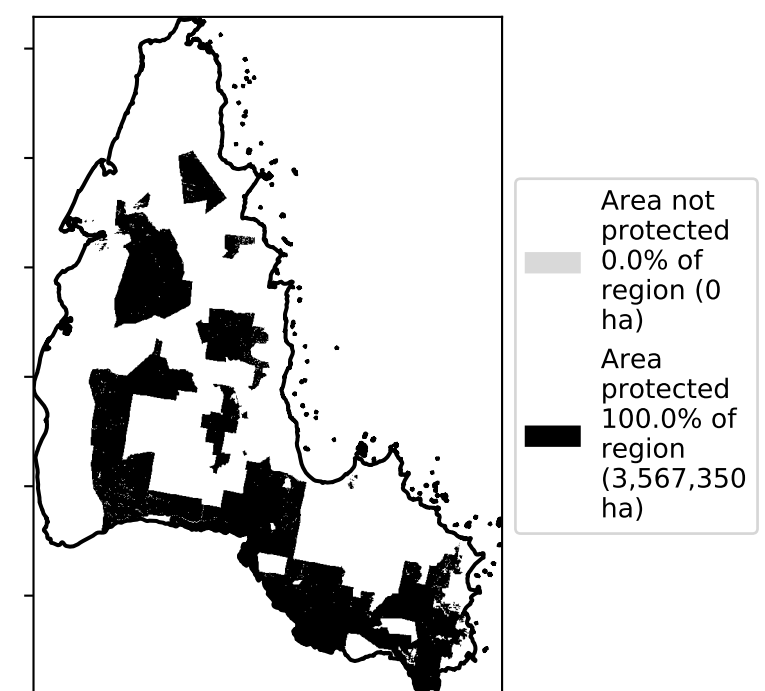 Area not
protected
0.0% of
region (0
ha)
Area
protected
100.0% of
region
(3,567,350
ha)